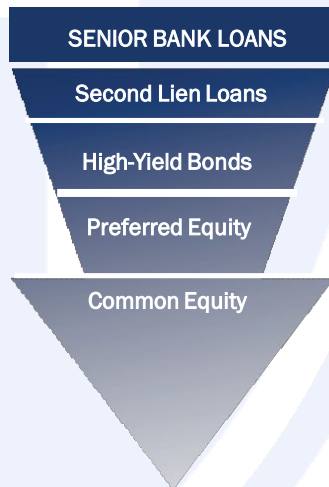 SENIOR BANK LOANS
Second Lien Loans
High-Yield Bonds
Preferred Equity
Common Equity